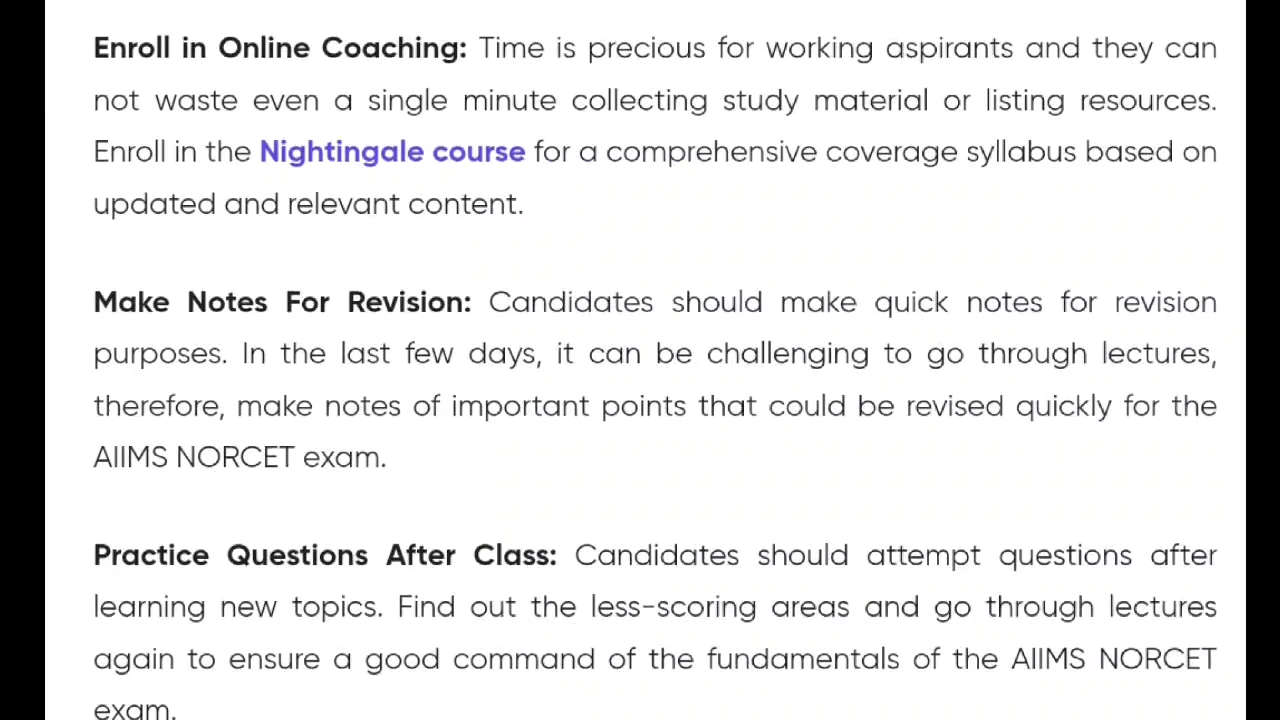 Enroll in Online Coaching: Time is precious for working aspirants and they can
not waste even a single minute collecting study material or listing resources.
Enroll in the Nightingale course for a comprehensive coverage syllabus based on
updated and relevant content.
Make Notes For Revision: Candidates should make quick notes for revision
purposes. In the last few days, it can be challenging to go through lectures,
therefore, make notes of important points that could be revised quickly for the
AIIMS NORCET exam.
Practice Questions After Class: Candidates should attempt questions after
learning new topics. Find out the less-scoring areas and go through lectures
again to ensure a good command of the fundamentals of the AIIMS NORCET
exam.